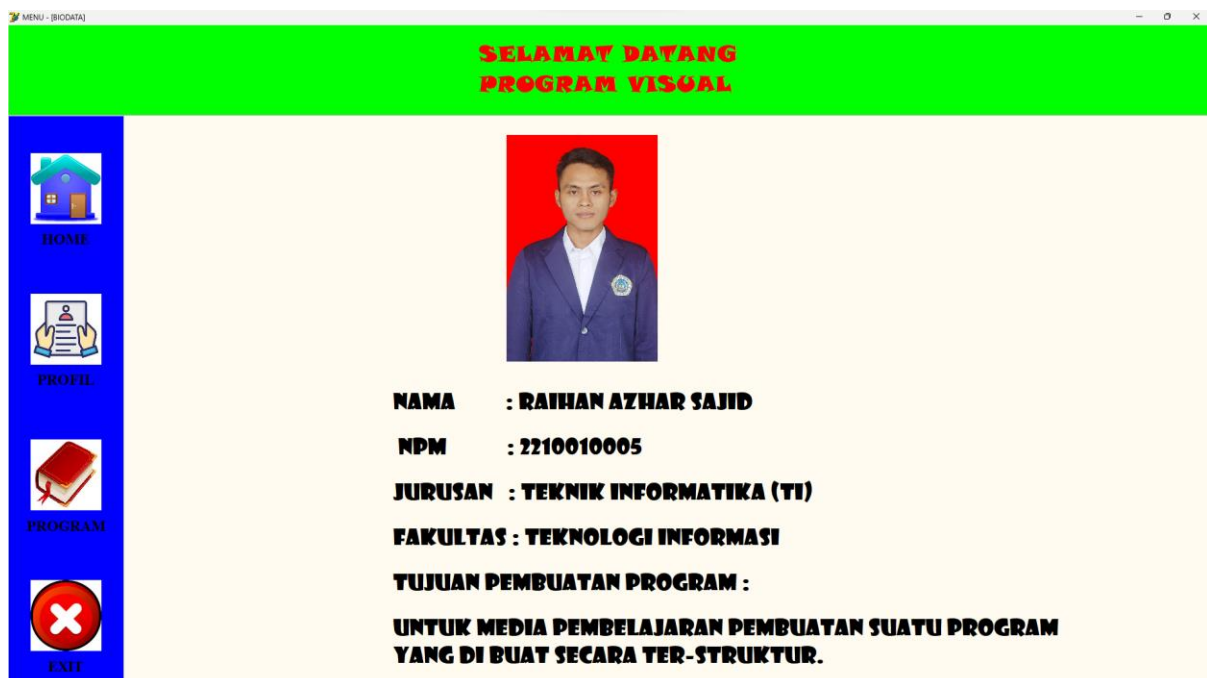 MENU - [BIODATA]
SELAMAT DATANG
PROGRAM VISUAL
HOME
PROFIL
PROGRAM
EXIT
NAMA : RAIHAN AZHAR SAJID
NPM : 2210010005
JURUSAN : TEKNIK INFORMATIKA (TI)
FAKULTAS : TEKNOLOGI INFORMASI
TUJUAN PEMBUATAN PROGRAM :
UNTUK MEDIA PEMBELAJARAN PEMBUATAN SUATU PROGRAM
YANG DI BUAT SECARA TER-STRUKTUR.